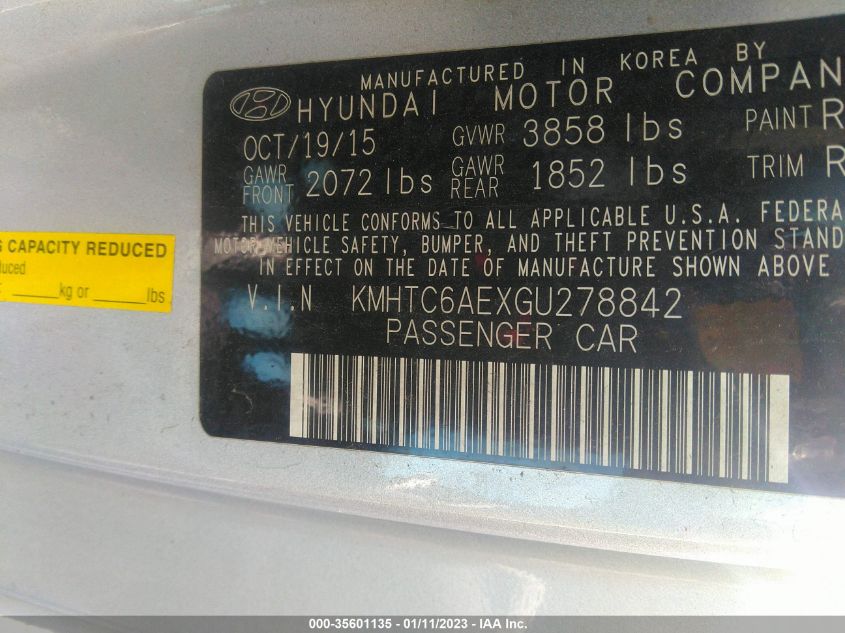 MANUFACTURED IN KOREA BY
HYUNDAI MOTOR COMPAN
OCT/19/15 GVWR 3858 lbs PAINT R
GAWR FRONT 2072 lbs GAWR REAR 1852 lbs TRIM R
THIS VEHICLE CONFORMS TO ALL APPLICABLE U.S.A. FEDERA
MOTOR VEHICLE SAFETY, BUMPER, AND THEFT PREVENTION STAND
IN EFFECT ON THE DATE OF MANUFACTURE SHOWN ABOVE
V.I.N KMHTC6AEXGU278842
PASSENGER CAR
G CAPACITY REDUCED
duced
kg or lbs
000-35601135 - 01/11/2023 - IAA Inc.